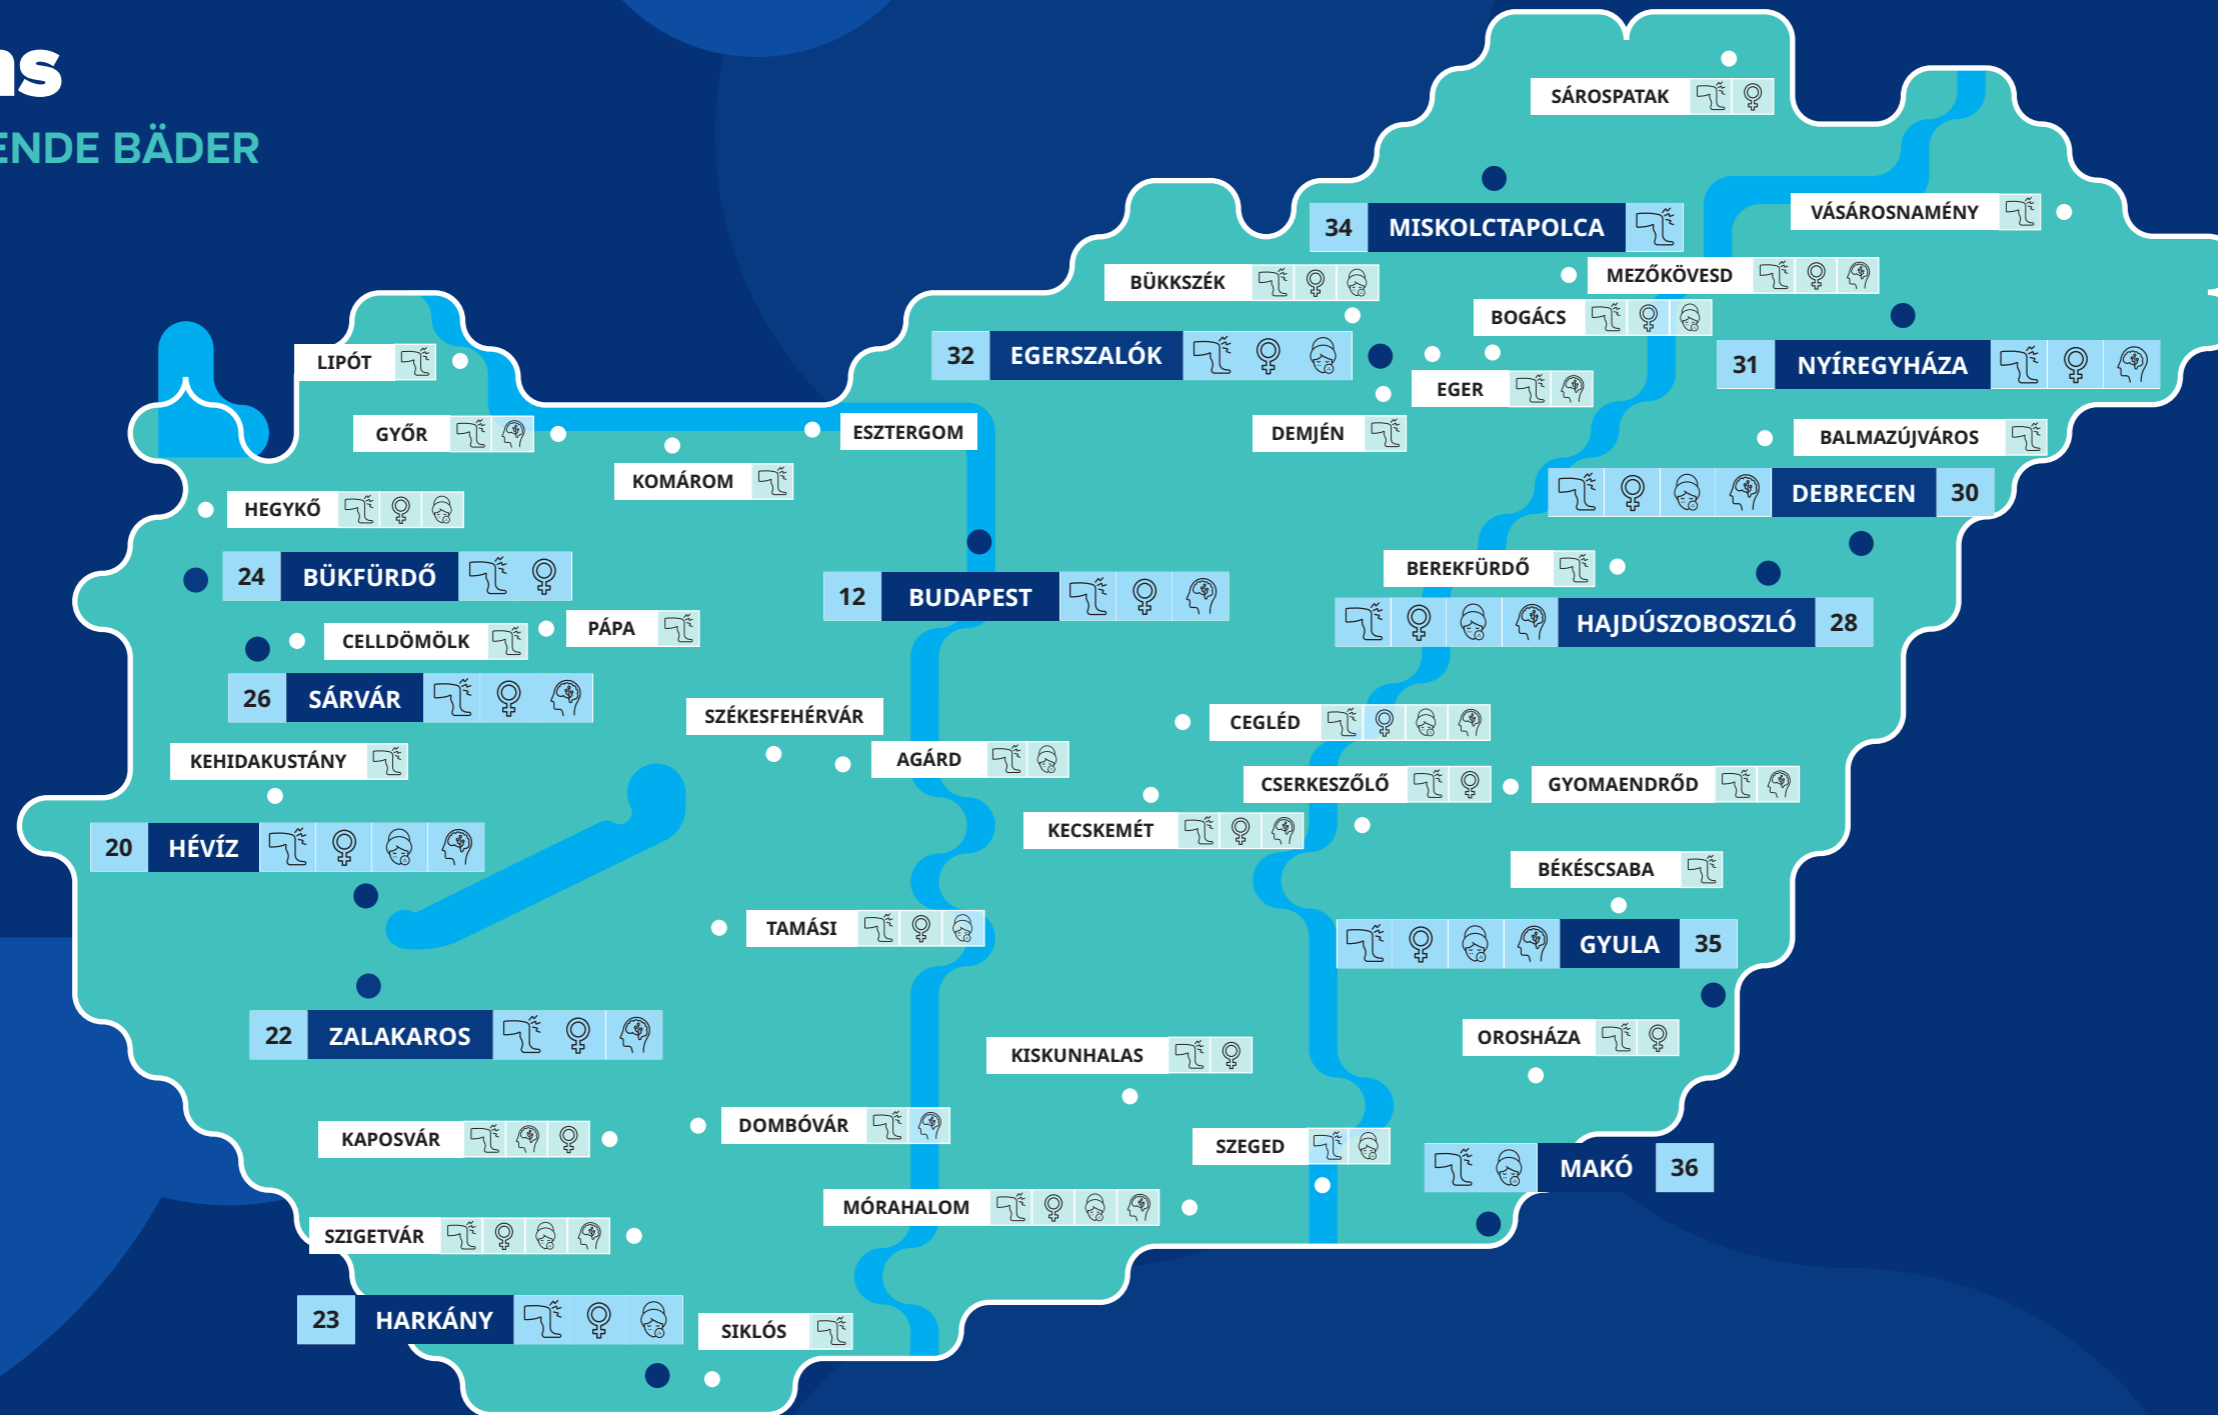 ns
ENDE BÄDER
SÁROSPATAK
34 MISKOLCTAPOLCA
VÁSÁROSNAMÉNY
BÜKKSZÉK
MEZŐKÖVESD
BOGÁCS
32 EGERSZALÓK
31 NYÍREGYHÁZA
LIPÓT
EGER
GYŐR
ESZTERGOM
DEMJÉN
BALMAZÚJVÁROS
KOMÁROM
DEBRECEN 30
HEGYKŐ
24 BÜKFÜRDŐ
BEREKFÜRDŐ
12 BUDAPEST
HAJDÚSZOBOSZLÓ 28
CELLDÖMÖLK
PÁPA
26 SÁRVÁR
SZÉKESFEHÉRVÁR
CEGLÉD
KEHIDAKUSTÁNY
AGÁRD
CSERKESZŐLŐ
GYOMAENDRŐD
KECSKEMÉT
20 HÉVÍZ
BÉKÉSCSABA
TAMÁSI
GYULA 35
22 ZALAKAROS
OROSHÁZA
KISKUNHALAS
KAPOSVÁR
DOMBÓVÁR
SZEGED
MAKÓ 36
MÓRAHALOM
SZIGETVÁR
23 HARKÁNY
SIKLÓS